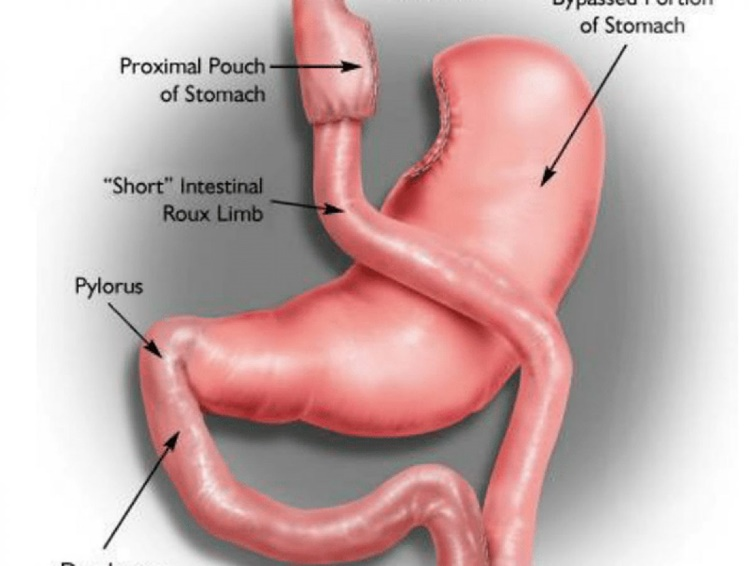 Bypassed Portion
of Stomach
Proximal Pouch
of Stomach
“Short” Intestinal
Roux Limb
Pylorus